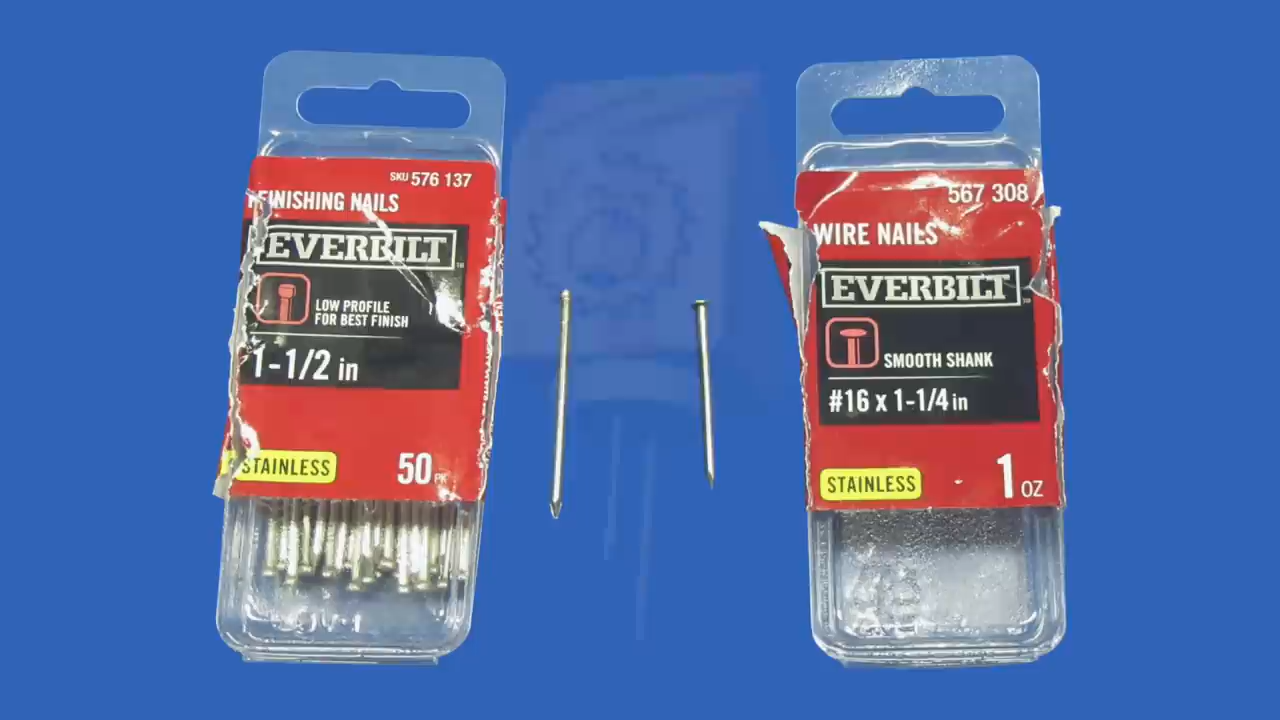 SKU 576 137
FINISHING NAILS
EVERBILT
LOW PROFILE
FOR BEST FINISH
1-1/2 in
STAINLESS
50 PK
567 308
WIRE NAILS
EVERBILT
SMOOTH SHANK
#16 x 1-1/4 in
STAINLESS
1 OZ